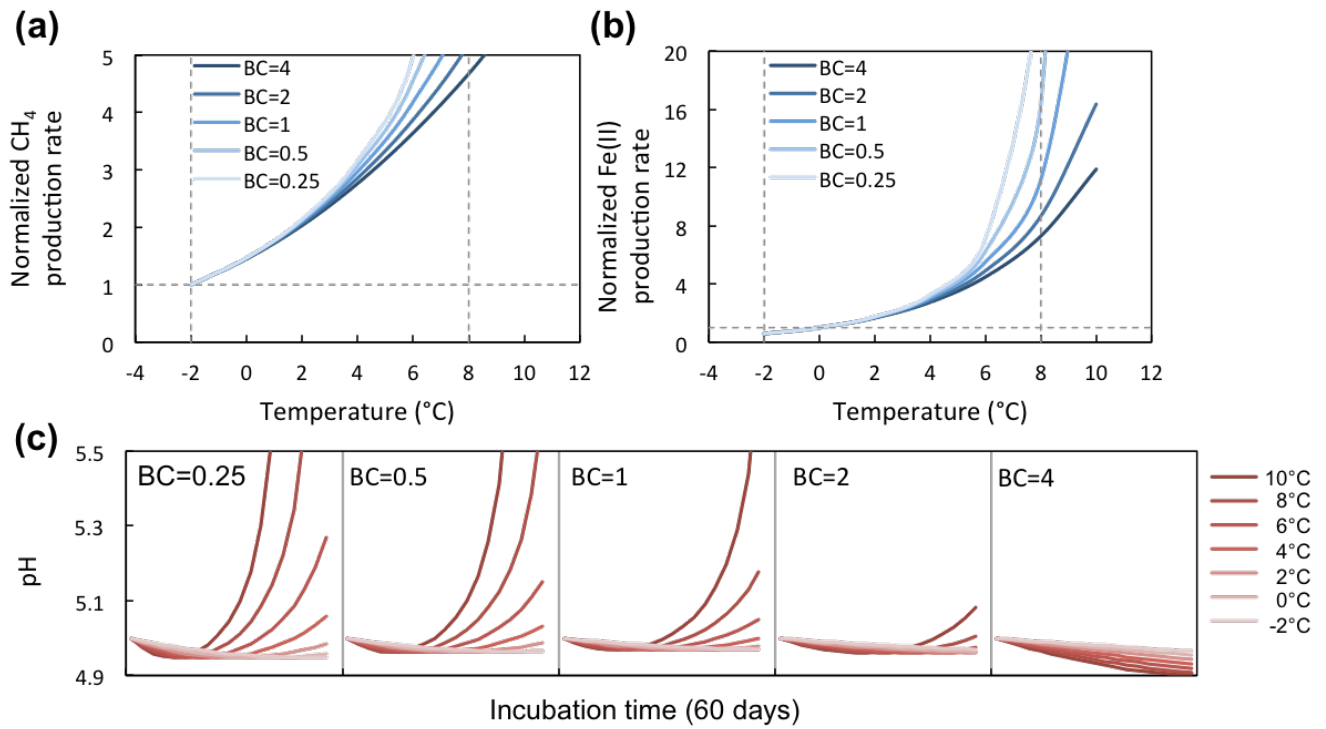 (a)
Normalized CH4
production rate
5
4
3
2
1
0
BC=4
BC=2
BC=1
BC=0.5
BC=0.25
-4 -2 0 2 4 6 8 10 12
Temperature (°C)
(b)
Normalized Fe(II)
production rate
20
16
12
8
4
0
BC=4
BC=2
BC=1
BC=0.5
BC=0.25
-4 -2 0 2 4 6 8 10 12
Temperature (°C)
(c)
pH
5.5
5.3
5.1
4.9
BC=0.25 BC=0.5 BC=1 BC=2 BC=4
10°C
8°C
6°C
4°C
2°C
0°C
-2°C
Incubation time (60 days)